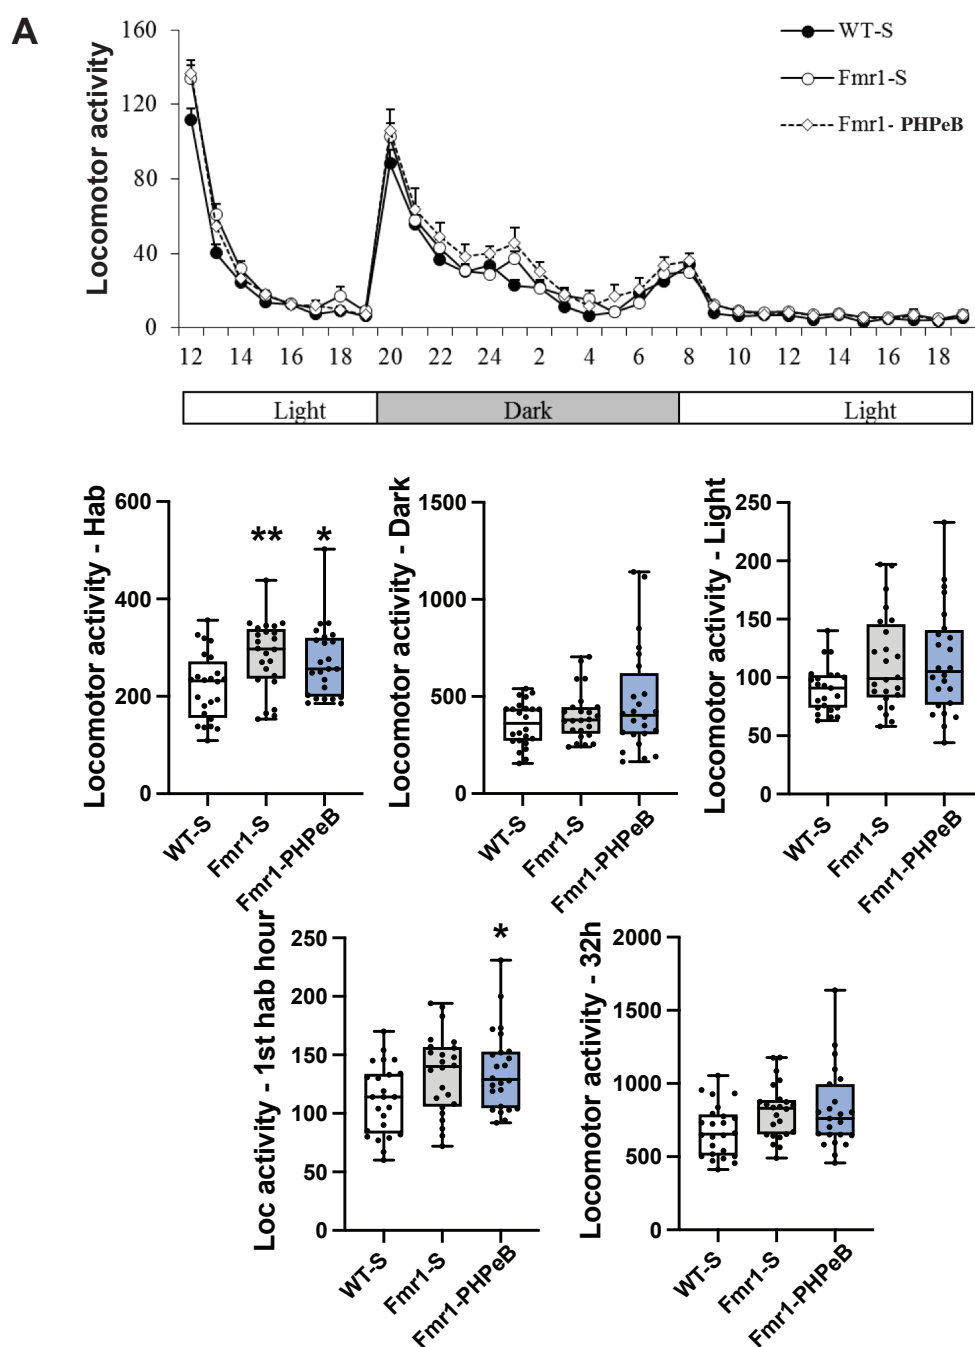 A
Locomotor activity
160
120
80
40
0
WT-S
Fmr1-S
Fmr1- PHPeB
12 14 16 18 20 22 24 2 4 6 8 10 12 14 16 18
Light Dark Light
Locomotor activity - Hab
600
400
200
0
** *
WT-S Fmr1-S Fmr1-PHPeB
Locomotor activity - Dark
1500
1000
500
0
WT-S Fmr1-S Fmr1-PHPeB
Locomotor activity - Light
250
200
150
100
50
0
WT-S Fmr1-S Fmr1-PHPeB
Loc activity - 1st hab hour
250
200
150
100
50
0
*
WT-S Fmr1-S Fmr1-PHPeB
Locomotor activity - 32h
2000
1500
1000
500
0
WT-S Fmr1-S Fmr1-PHPeB